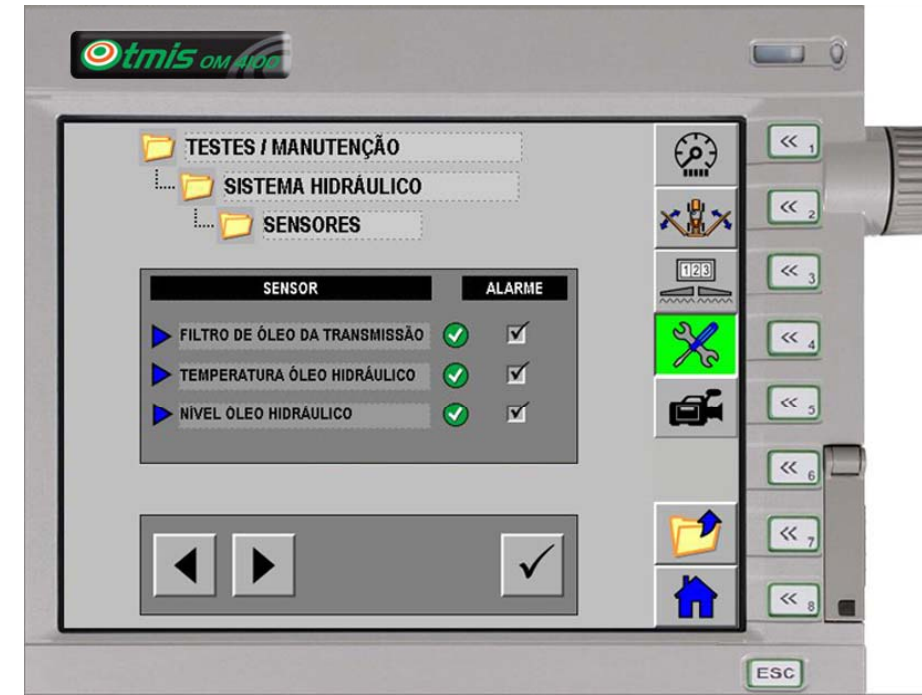 Otmis OM 4100
TESTES / MANUTENÇÃO
SISTEMA HIDRÁULICO
SENSORES
SENSOR ALARME
FILTRO DE ÓLEO DA TRANSMISSÃO
TEMPERATURA ÓLEO HIDRÁULICO
NÍVEL ÓLEO HIDRÁULICO
123
<< 1
<< 2
<< 3
<< 4
<< 5
<< 6
<< 7
<< 8
ESC